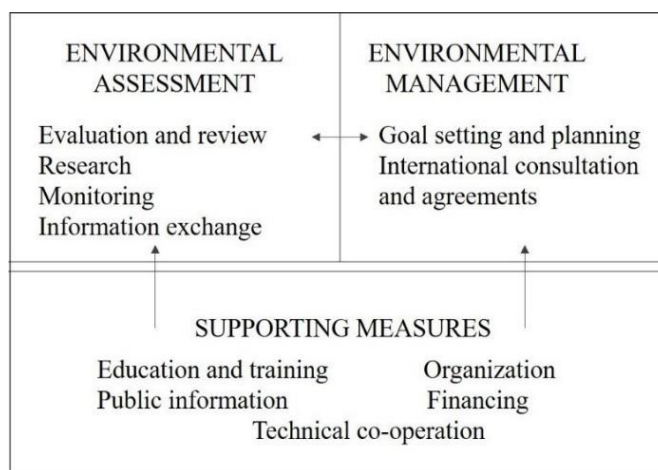 ENVIRONMENTAL
ASSESSMENT
Evaluation and review
Research
Monitoring
Information exchange
ENVIRONMENTAL
MANAGEMENT
Goal setting and planning
International consultation
and agreements
SUPPORTING MEASURES
Education and training
Public information
Organization
Financing
Technical co-operation